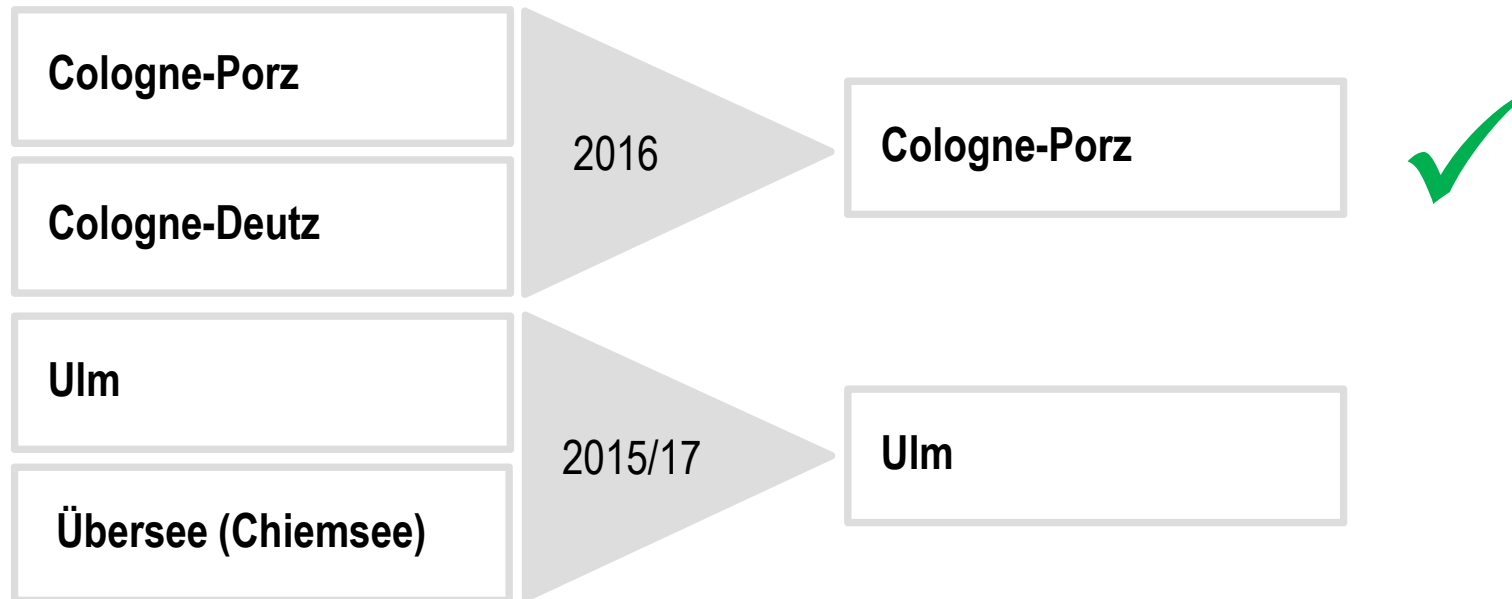 Cologne-Porz
Cologne-Deutz
2016
Cologne-Porz
Ulm
Übersee (Chiemsee)
2015/17
Ulm